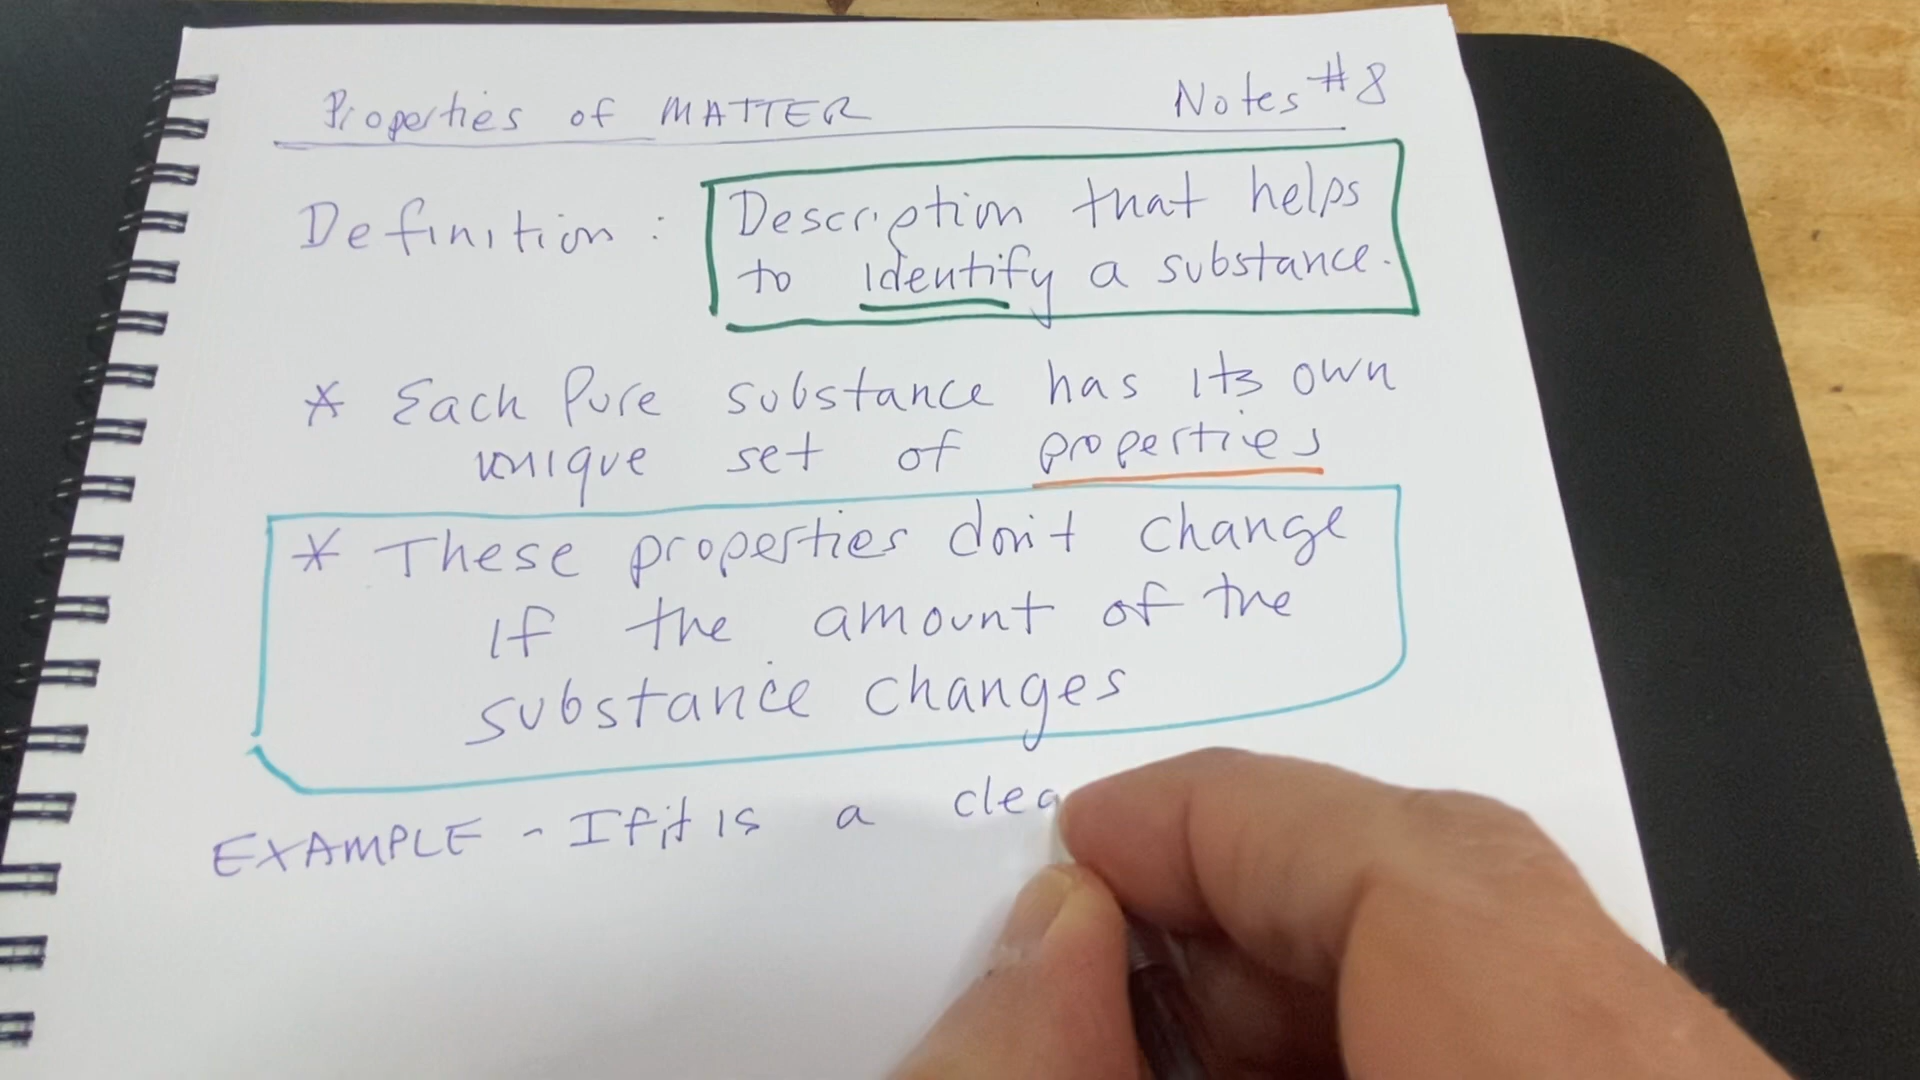 Properties of MATTER Notes #8
Definition: Description that helps
to identify a substance.
* Each Pure substance has its own
unique set of properties
* These properties don't change
if the amount of the
substance changes
EXAMPLE - If it is a clea